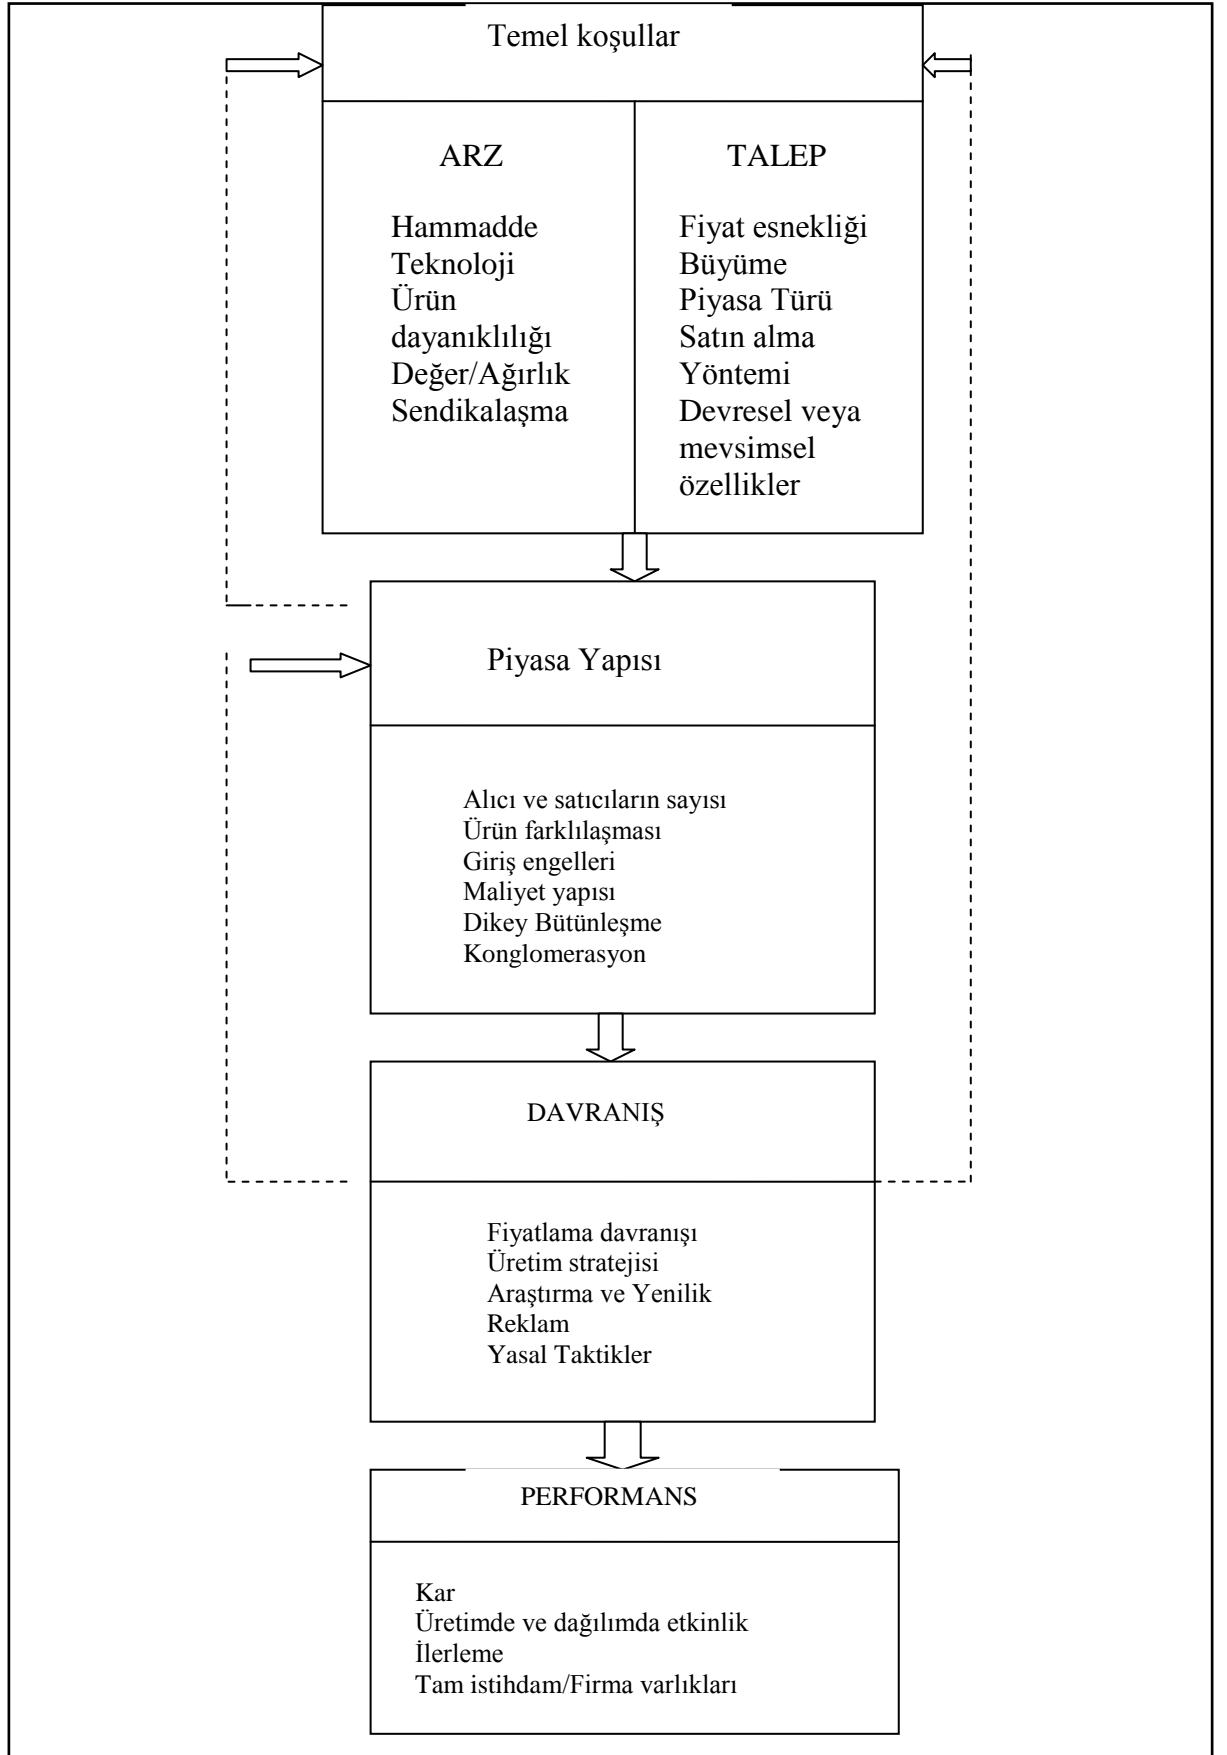 Temel koşullar
ARZ
Hammadde
Teknoloji
Ürün
dayanıklılığı
Değer/Ağırlık
Sendikalaşma
TALEP
Fiyat esnekliği
Büyüme
Piyasa Türü
Satın alma
Yöntemi
Devresel veya
mevsimsel
özellikler
Piyasa Yapısı
Alıcı ve satıcıların sayısı
Ürün farklılaşması
Giriş engelleri
Maliyet yapısı
Dikey Bütünleşme
Konglomerasyon
DAVRANIŞ
Fiyatlama davranışı
Üretim stratejisi
Araştırma ve Yenilik
Reklam
Yasal Taktikler
PERFORMANS
Kar
Üretimde ve dağılımda etkinlik
İlerleme
Tam istihdam/Firma varlıkları